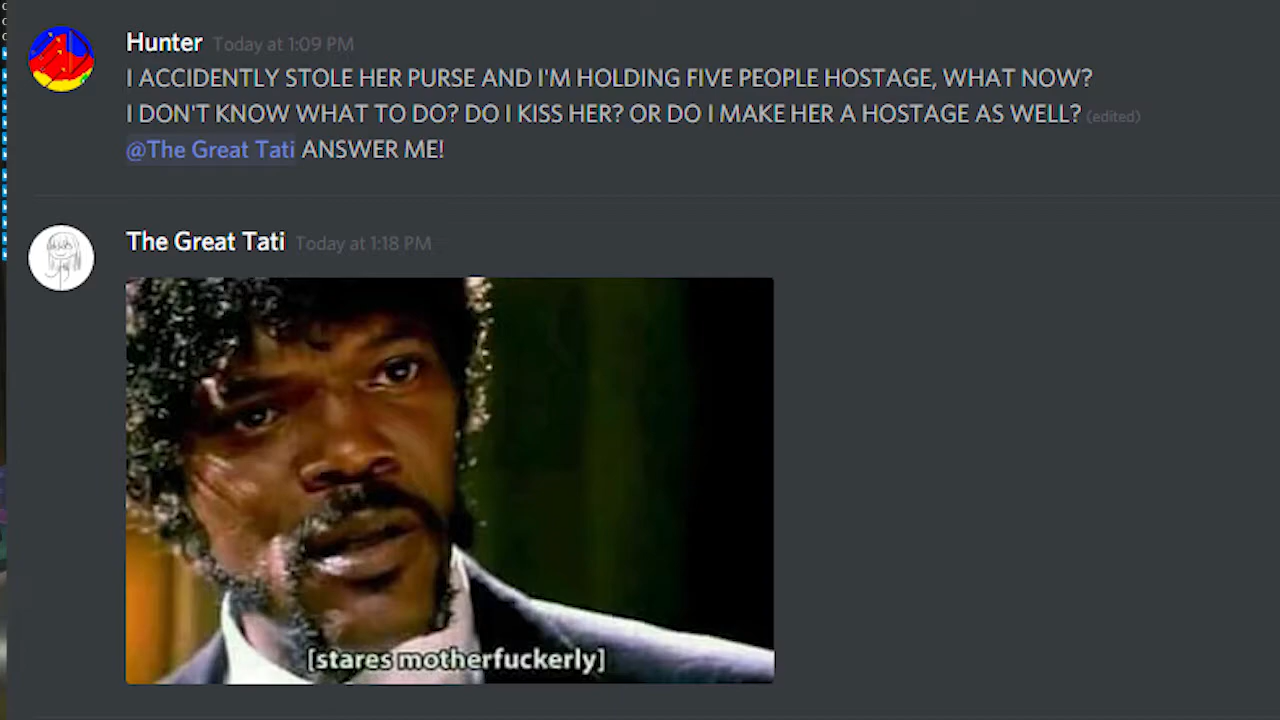 Hunter Today at 1:09 PM
I ACCIDENTLY STOLE HER PURSE AND I'M HOLDING FIVE PEOPLE HOSTAGE, WHAT NOW?
I DON'T KNOW WHAT TO DO? DO I KISS HER? OR DO I MAKE HER A HOSTAGE AS WELL? (edited)
@The Great Tati ANSWER ME!
The Great Tati Today at 1:18 PM
[stares motherfuckerly]